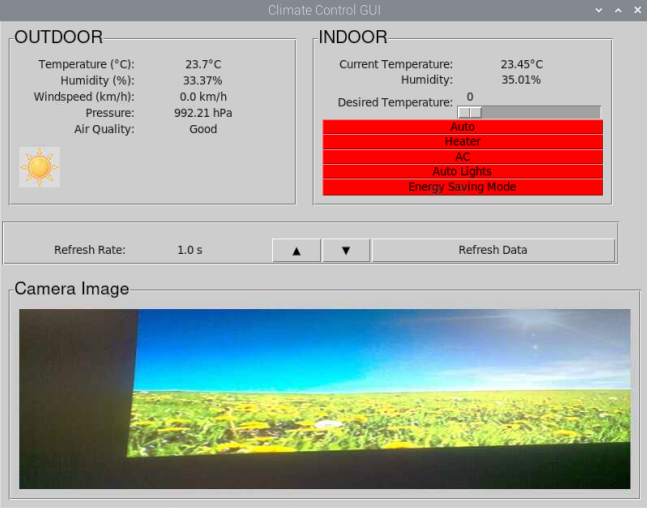 Climate Control GUI
OUTDOOR
Temperature (°C): 23.7°C
Humidity (%): 33.37%
Windspeed (km/h): 0.0 km/h
Pressure: 992.21 hPa
Air Quality: Good
INDOOR
Current Temperature: 23.45°C
Humidity: 35.01%
Desired Temperature: 0
Auto
Heater
AC
Auto Lights
Energy Saving Mode
Refresh Rate: 1.0 s ▲ ▼ Refresh Data
Camera Image